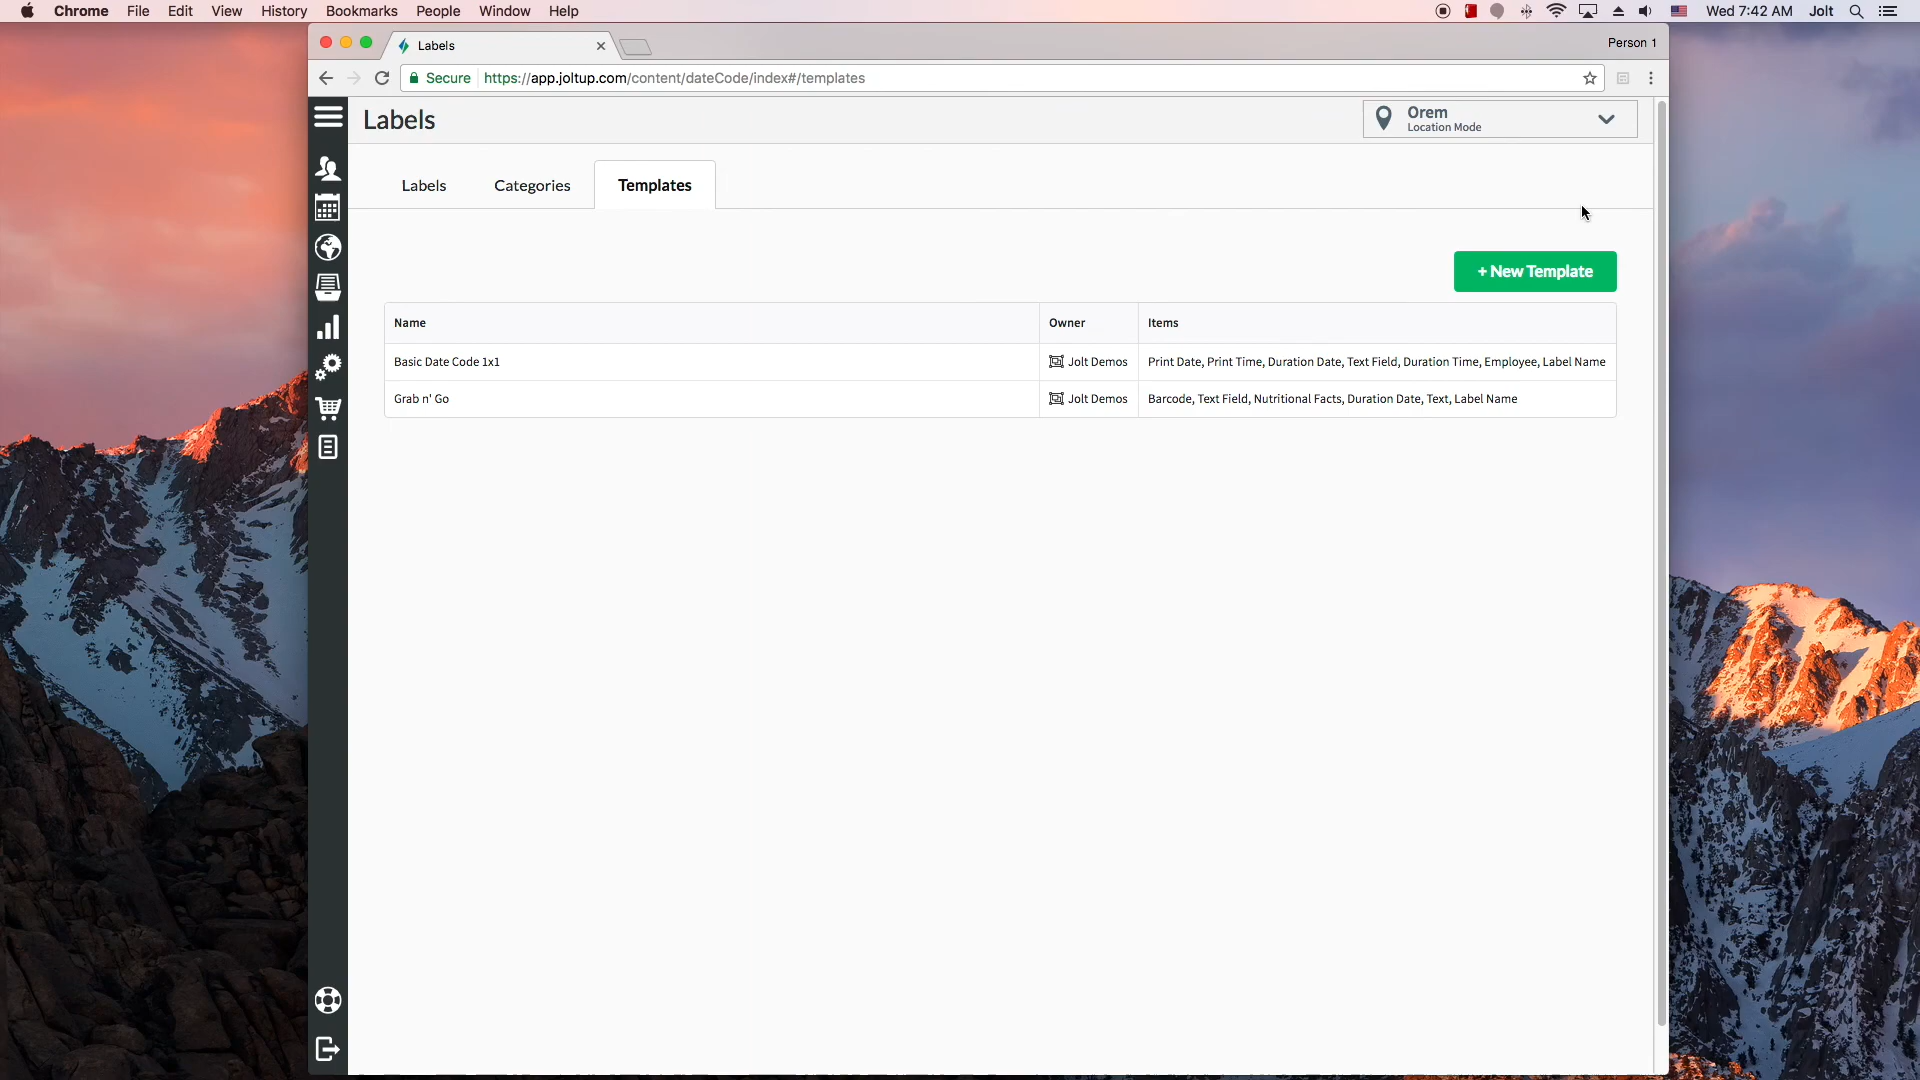 Chrome File Edit View History Bookmarks People Window Help Wed 7:42 AM Jolt
Labels Person 1
Secure https://app.joltup.com/content/dateCode/index#/templates
Labels
Orem
Location Mode
Labels Categories Templates
+ New Template
Name Owner Items
Basic Date Code 1x1 Jolt Demos Print Date, Print Time, Duration Date, Text Field, Duration Time, Employee, Label Name
Grab n' Go Jolt Demos Barcode, Text Field, Nutritional Facts, Duration Date, Text, Label Name